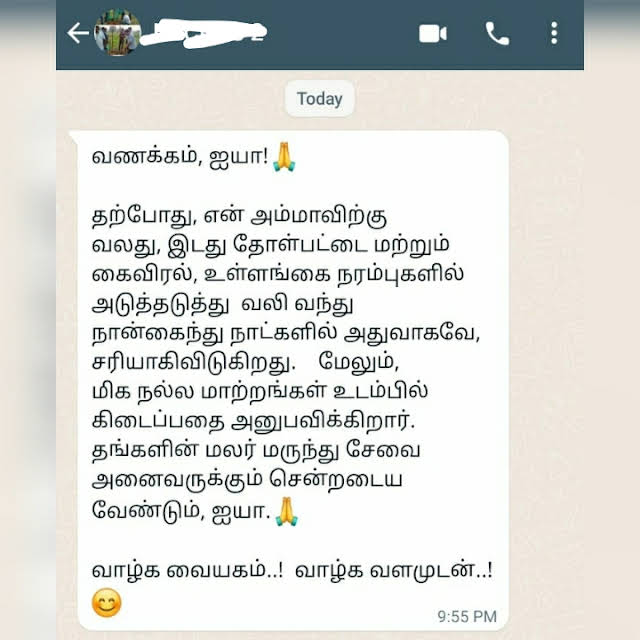 Today
வணக்கம், ஐயா!🙏
தற்போது, என் அம்மாவிற்கு
வலது, இடது தோள்பட்டை மற்றும்
கைவிரல், உள்ளங்கை நரம்புகளில்
அடுத்தடுத்து வலி வந்து
நான்கைந்து நாட்களில் அதுவாகவே,
சரியாகிவிடுகிறது. மேலும்,
மிக நல்ல மாற்றங்கள் உடம்பில்
கிடைப்பதை அனுபவிக்கிறார்.
தங்களின் மலர் மருந்து சேவை
அனைவருக்கும் சென்றடைய
வேண்டும், ஐயா.🙏
வாழ்க வையகம்..! வாழ்க வளமுடன்..!
😊
9:55 PM